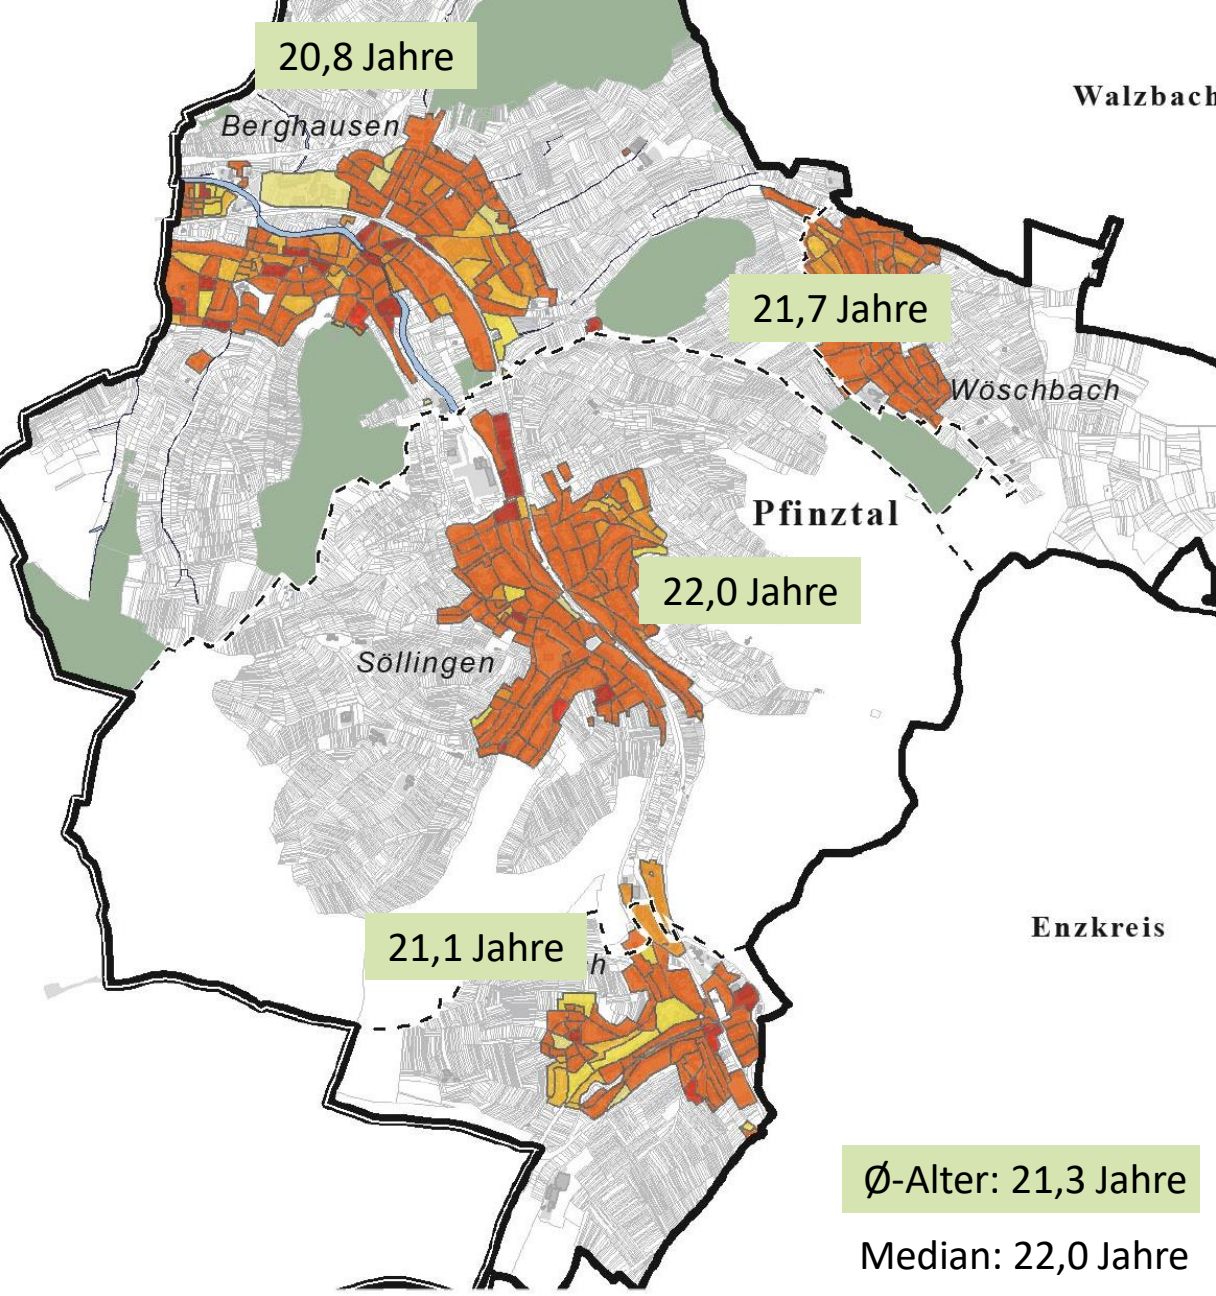 20,8 Jahre
Walzbach
Berghausen
21,7 Jahre
Wöschbach
Pfinztal
22,0 Jahre
Söllingen
Enzkreis
21,1 Jahre
h
Ø-Alter: 21,3 Jahre
Median: 22,0 Jahre